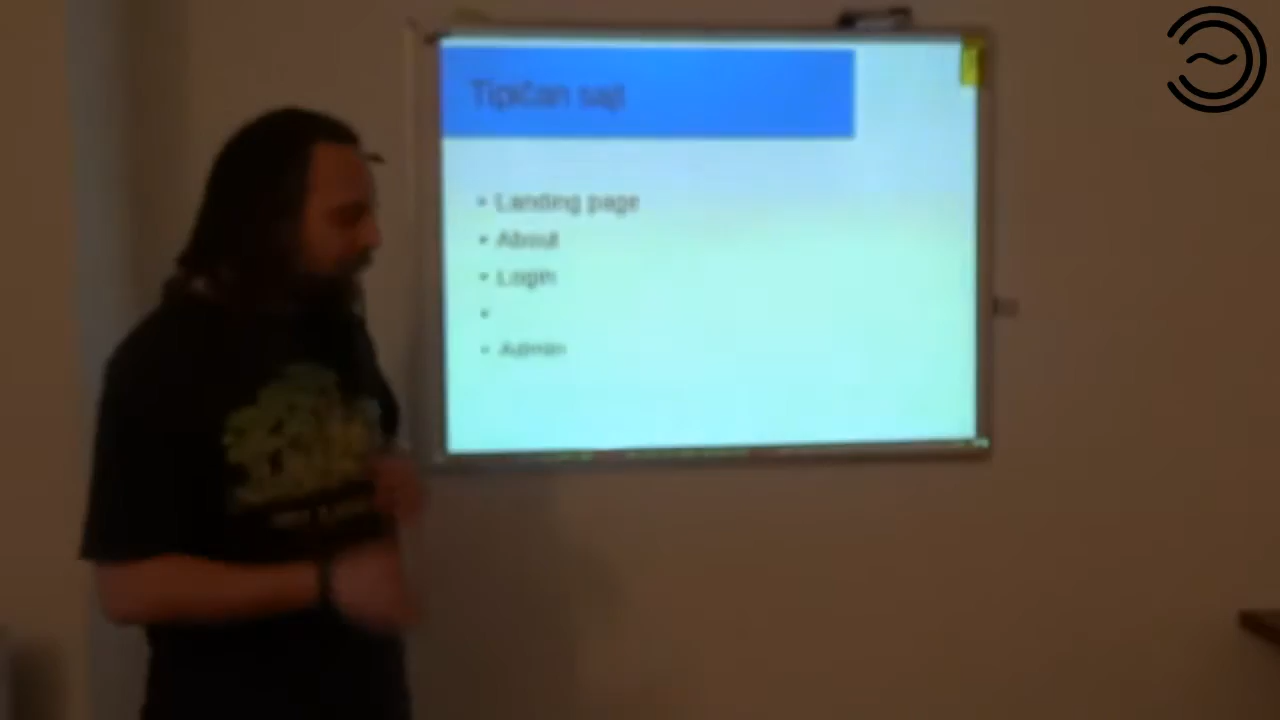 Tipičan sajt
• Landing page
• About
• Login
•
• Admin